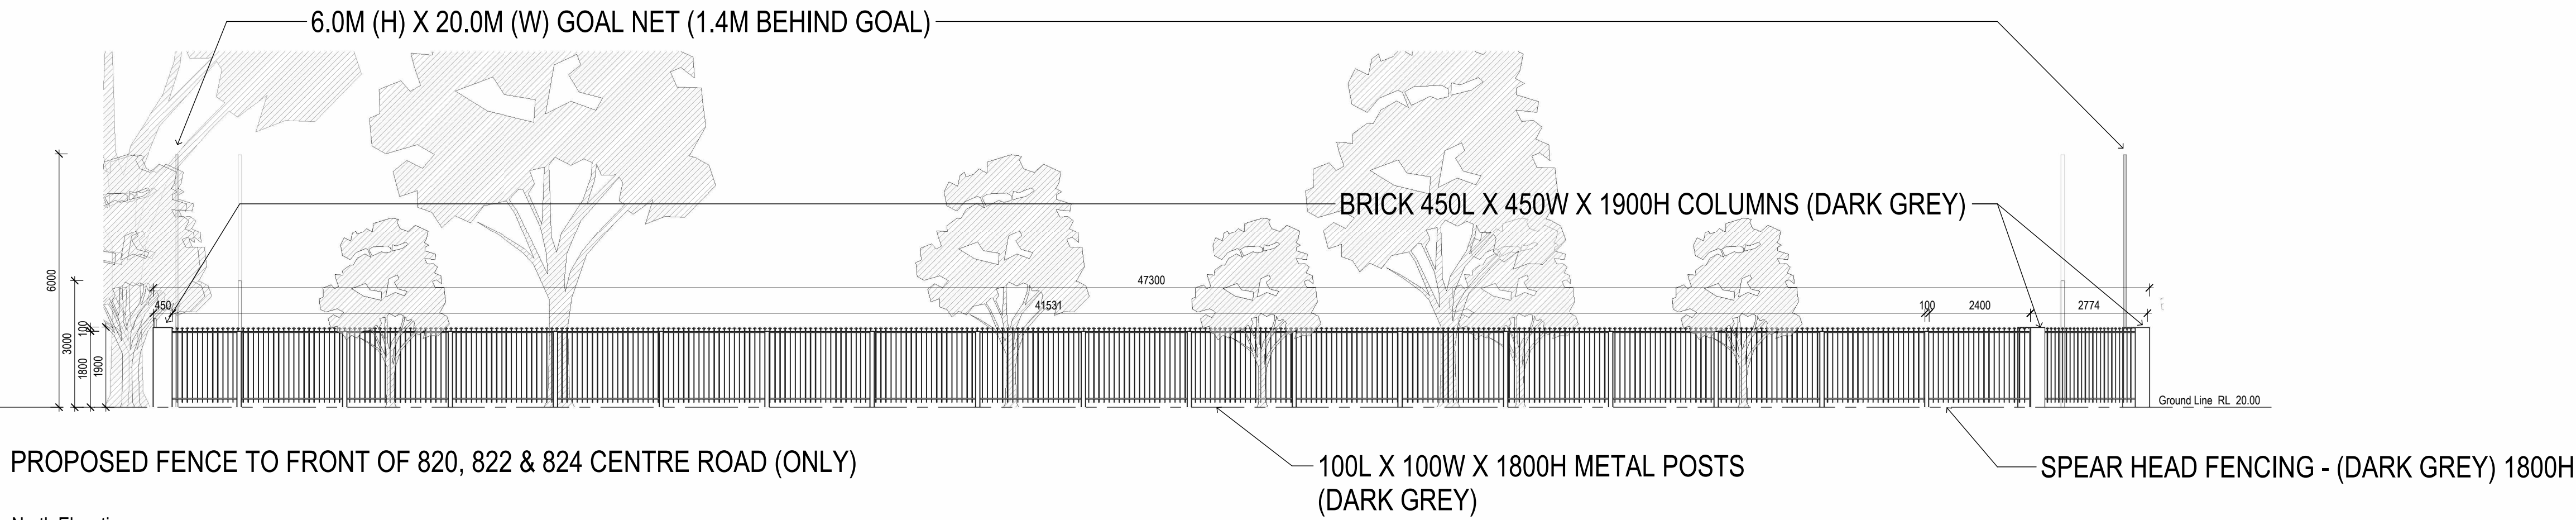 6.0M (H) X 20.0M (W) GOAL NET (1.4M BEHIND GOAL)
BRICK 450L X 450W X 1900H COLUMNS (DARK GREY)
47300
450
41531
100
2400
2774
6000
3000
1800
100
1900
Ground Line RL 20.00
PROPOSED FENCE TO FRONT OF 820, 822 & 824 CENTRE ROAD (ONLY)
100L X 100W X 1800H METAL POSTS
(DARK GREY)
SPEAR HEAD FENCING - (DARK GREY) 1800H